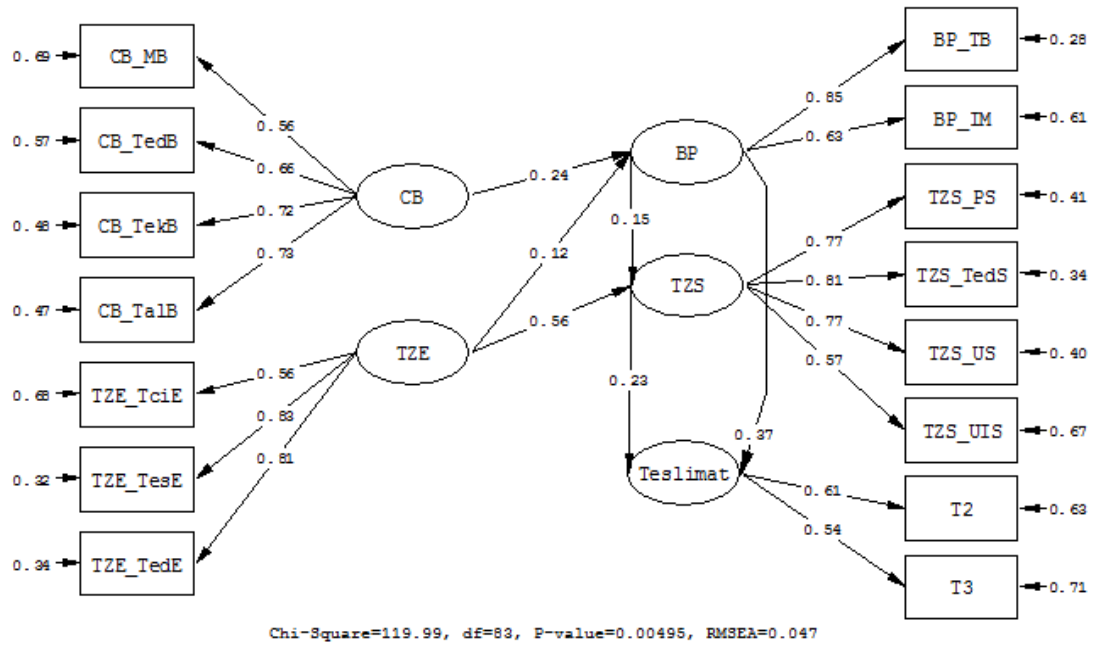 0.69
CB_MB
0.57
CB_TedB
0.48
CB_TekB
0.47
CB_TalB
0.68
TZE_TciE
0.32
TZE_TesE
0.34
TZE_TedE
0.56
0.66
0.72
0.73
0.56
0.83
0.81
CB
TZE
0.24
0.12
0.56
BP
0.15
TZS
0.23
Teslimat
0.37
0.85
0.63
0.77
0.81
0.77
0.57
0.61
0.54
BP_TB
0.28
BP_IM
0.61
TZS_PS
0.41
TZS_TedS
0.34
TZS_US
0.40
TZS_UIS
0.67
T2
0.63
T3
0.71
Chi-Square=119.99, df=83, P-value=0.00495, RMSEA=0.047